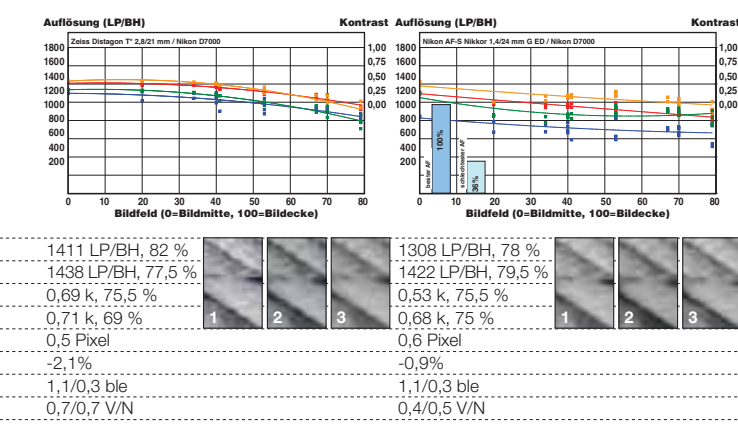 Auflösung (LP/BH) Kontrast
Zeiss Distagon T* 2,8/21 mm / Nikon D7000
1800
1600
1400
1200
1000
800
600
400
200
1,00
0,75
0,50
0,25
0,00
0 10 20 30 40 50 60 70 80
Bildfeld (0=Bildmitte, 100=Bildecke)
Auflösung (LP/BH) Kontrast
Nikon AF-S Nikkor 1,4/24 mm G ED / Nikon D7000
1800
1600
1400
1200
1000
800
600
400
200
1,00
0,75
0,50
0,25
0,00
bester AF
100%
schlechtester AF
36%
0 10 20 30 40 50 60 70 80
Bildfeld (0=Bildmitte, 100=Bildecke)
1411 LP/BH, 82 %
1438 LP/BH, 77,5 %
0,69 k, 75,5 %
0,71 k, 69 %
0,5 Pixel
-2,1%
1,1/0,3 ble
0,7/0,7 V/N
1 2 3
1308 LP/BH, 78 %
1422 LP/BH, 79,5 %
0,53 k, 75,5 %
0,68 k, 75 %
0,6 Pixel
-0,9%
1,1/0,3 ble
0,4/0,5 V/N
1 2 3